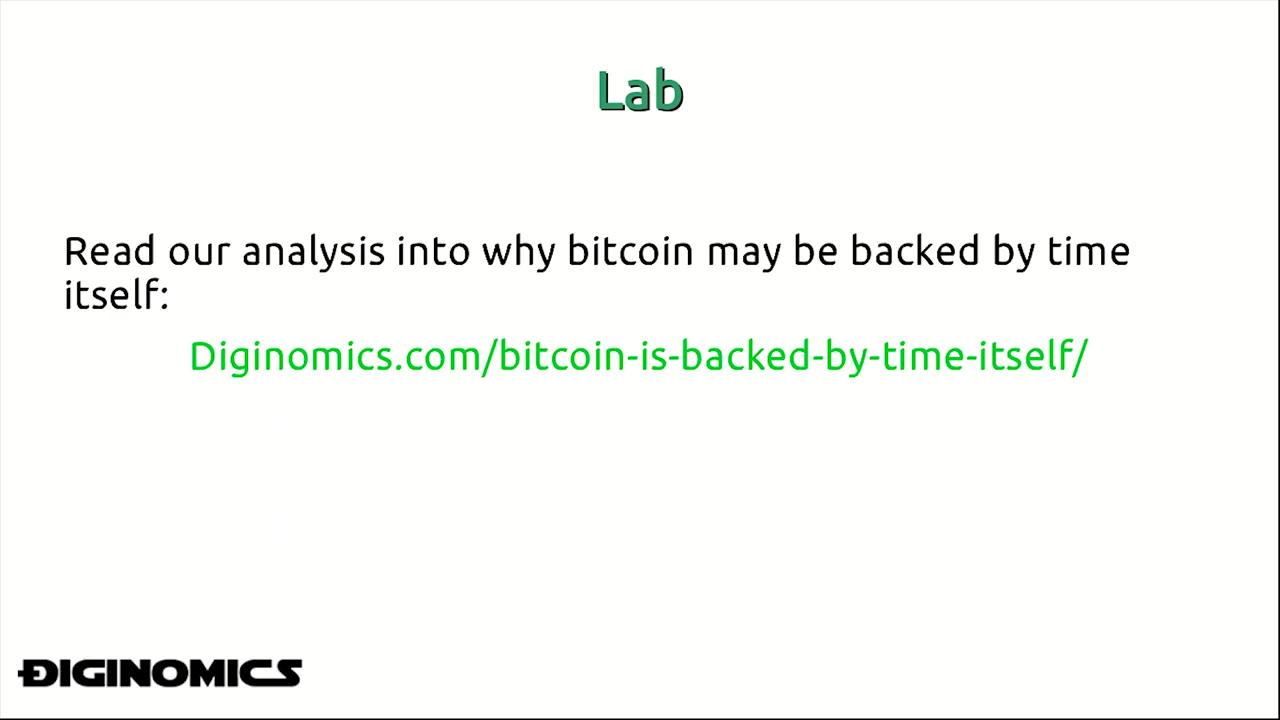 Lab
Read our analysis into why bitcoin may be backed by time
itself:
Diginomics.com/bitcoin-is-backed-by-time-itself/
DIGINOMICS